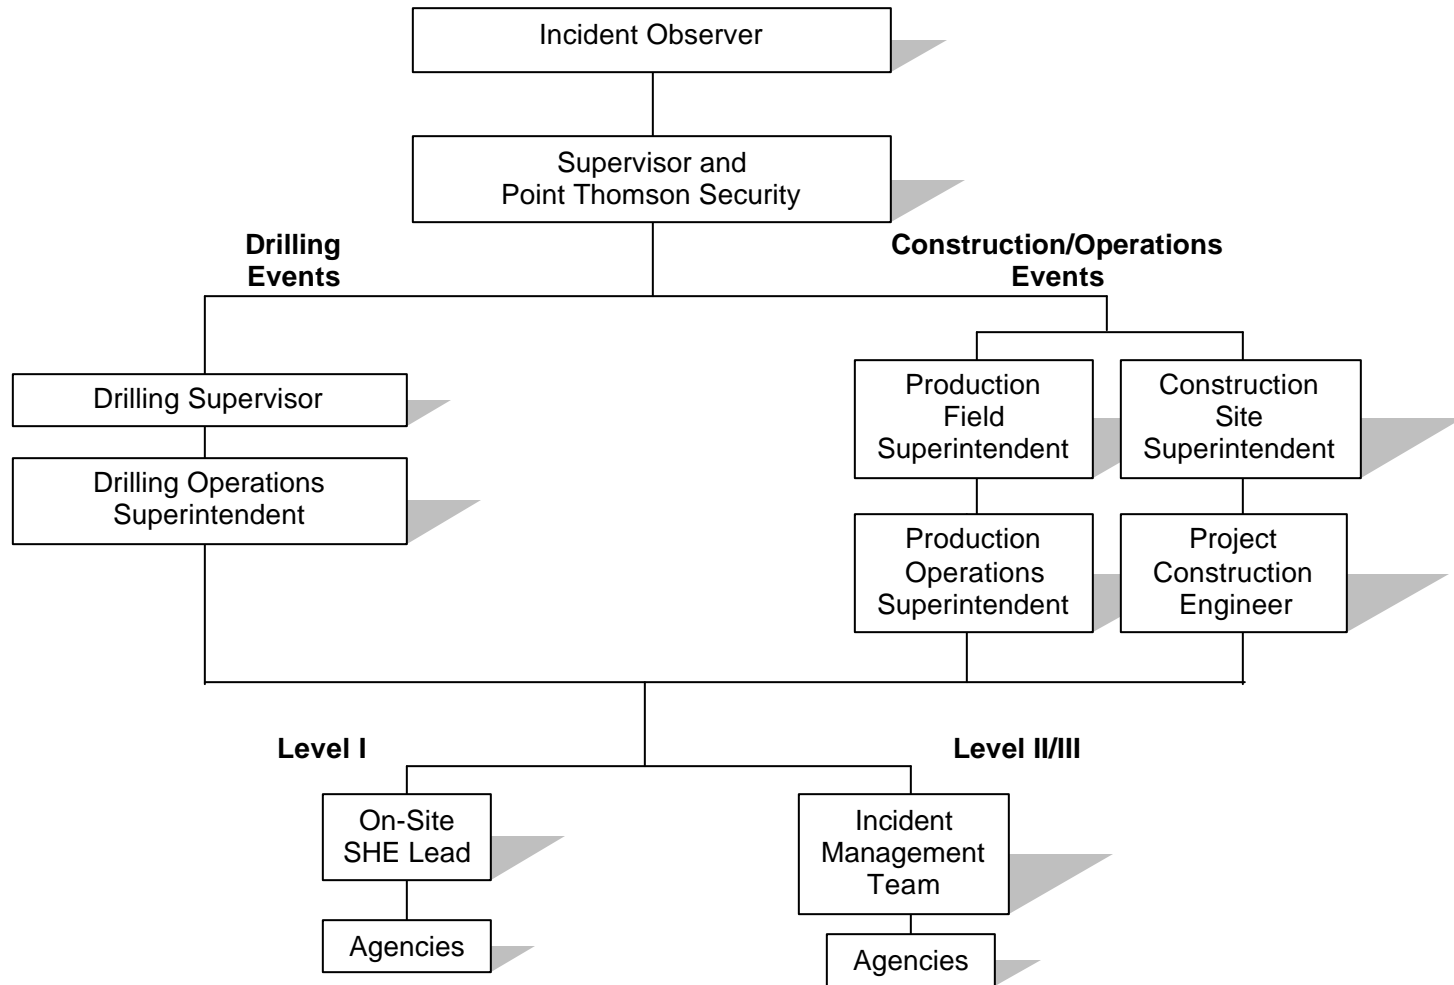 Incident Observer
Supervisor and
Point Thomson Security
Drilling
Events
Construction/Operations
Events
Drilling Supervisor
Drilling Operations
Superintendent
Production
Field
Superintendent
Construction
Site
Superintendent
Production
Operations
Superintendent
Project
Construction
Engineer
Level I
Level II/III
On-Site
SHE Lead
Incident
Management
Team
Agencies
Agencies